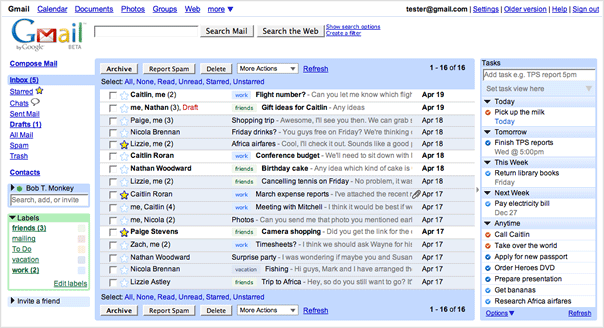 Gmail Calendar Documents Photos Groups Web more ▼
tester@gmail.com | Settings | Older version | Help | Sign out
Gmail
by Google BETA
Search Mail Search the Web
Show search options
Create a filter
Compose Mail
Inbox (5)
Starred
Chats
Sent Mail
Drafts (1)
All Mail
Spam
Trash
Contacts
Bob T. Monkey
Search, add, or invite
Labels
friends (3)
mailing
To Do
vacation
work (2)
Edit labels
Invite a friend
Archive Report Spam Delete More Actions Refresh 1 - 16 of 16
Select: All, None, Read, Unread, Starred, Unstarred
Caitlin, me (2) work Flight number? - Can you let me know which flight Apr 19
me, Nathan (3), Draft friends Gift ideas for Caitlin - Any ideas Apr 19
Paige, me (3) Shopping trip - Awesome, I'll see you then. We can grab s Apr 18
Nicola Brennan Friday drinks? - You guys free on Friday? We're thinking Apr 18
Lizzie, me (2) Africa airfares - Cool, I'll check it out. Sounds like a good Apr 18
Caitlin Roran work Conference budget - We'll need to sit down with Apr 18
Nathan Woodward friends Birthday cake - Any idea which kind of cake is Apr 18
Lizzie, me (2) friends Cancelling tennis on Friday - No problem, it wa Apr 18
Caitlin Roran work March expense reports - I've attached the recent Apr 17
me, Caitlin (4) work Meeting with Mitchell - I think it would be best if w Apr 17
me, Nicola (2) Photos - Can you send me that photo you mentioned earl Apr 17
Paige Stevens friends Camera shopping - Did you get the link for the Apr 17
Zach, me (2) work Timesheets? - I think we should ask Wayne for his Apr 17
Nathan Woodward Surprise party - I was wondering if maybe you and Susan Apr 17
Nicola Brennan vacation Fishing - Hi guys, Mark and I have arranged the Apr 17
Lizzie Astley friends Trip to Africa - Hey, so do you still want to go? It's Apr 17
Select: All, None, Read, Unread, Starred, Unstarred
Archive Report Spam Delete More Actions Refresh 1 - 16 of 16
Tasks
Add task e.g. TPS report 5pm
Set task view here
Today
Pick up the milk
Today
Tomorrow
Finish TPS reports
Wed @ 5:00pm
This Week
Return library books
Friday
Next Week
Pay electricity bill
Dec 27
Anytime
Call Caitlin
Take over the world
Apply for new passport
Order Heroes DVD
Prepare presentation
Get bananas
Research Africa airfares
Options ▼ Refresh